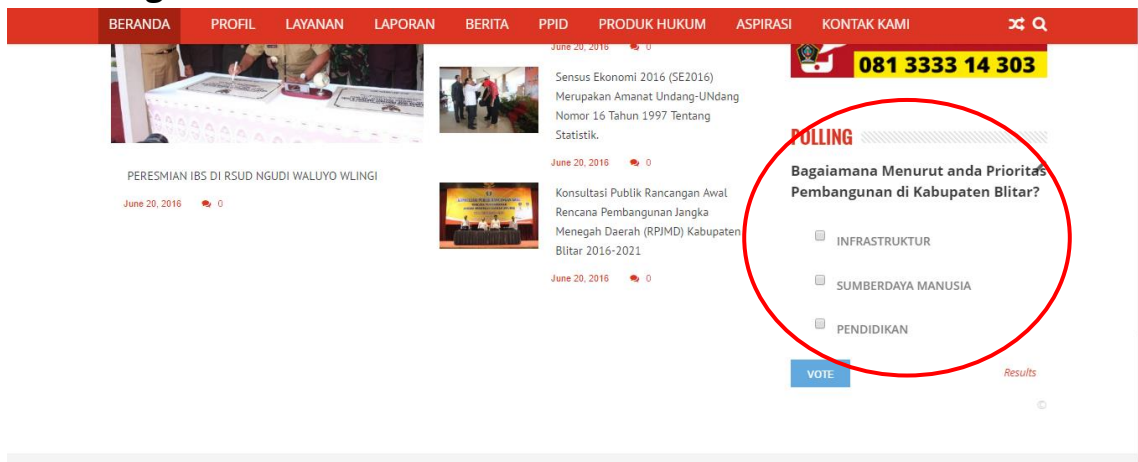 BERANDA PROFIL LAYANAN LAPORAN BERITA PPID PRODUK HUKUM ASPIRASI KONTAK KAMI
PERESMIAN IBS DI RSUD NGUDI WALUYO WLINGI
June 20, 2016 0
June 20, 2016 0
Sensus Ekonomi 2016 (SE2016)
Merupakan Amanat Undang-UNdang
Nomor 16 Tahun 1997 Tentang
Statistik.
June 20, 2016 0
Konsultasi Publik Rancangan Awal
Rencana Pembangunan Jangka
Menegah Daerah (RPJMD) Kabupaten
Blitar 2016-2021
June 20, 2016 0
081 3333 14 303
POLLING
Bagaiamana Menurut anda Prioritas
Pembangunan di Kabupaten Blitar?
INFRASTRUKTUR
SUMBERDAYA MANUSIA
PENDIDIKAN
VOTE Results
©